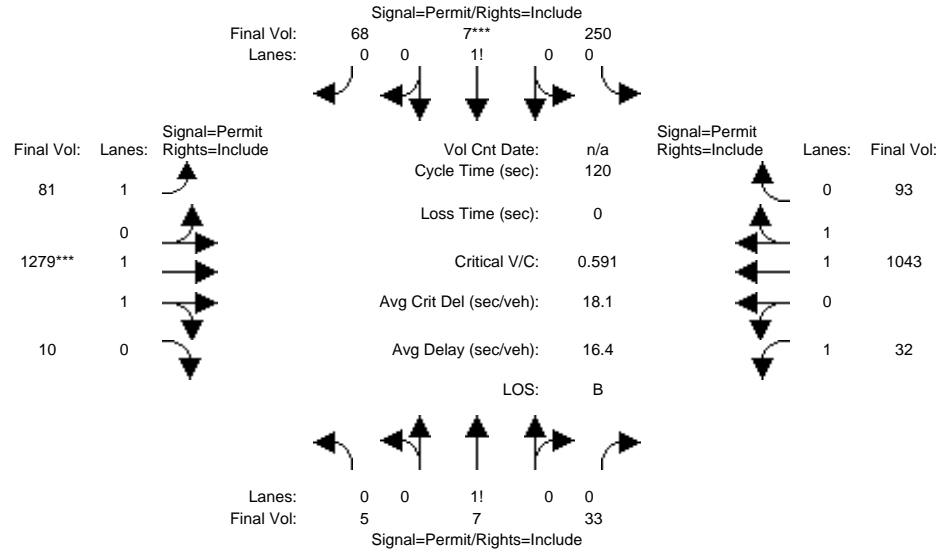 Signal=Permit/Rights=Include
Final Vol: 68 7*** 250
Lanes: 0 0 1! 0 0
Signal=Permit
Final Vol: Lanes: Rights=Include
Vol Cnt Date: n/a
Signal=Permit
Rights=Include Lanes: Final Vol:
Cycle Time (sec): 120
81 1
0 93
Loss Time (sec): 0
0
1
1279*** 1
Critical V/C: 0.591
1 1043
1
Avg Crit Del (sec/veh): 18.1
0
10 0
Avg Delay (sec/veh): 16.4
1 32
LOS: B
Lanes: 0 0 1! 0 0
Final Vol: 5 7 33
Signal=Permit/Rights=Include